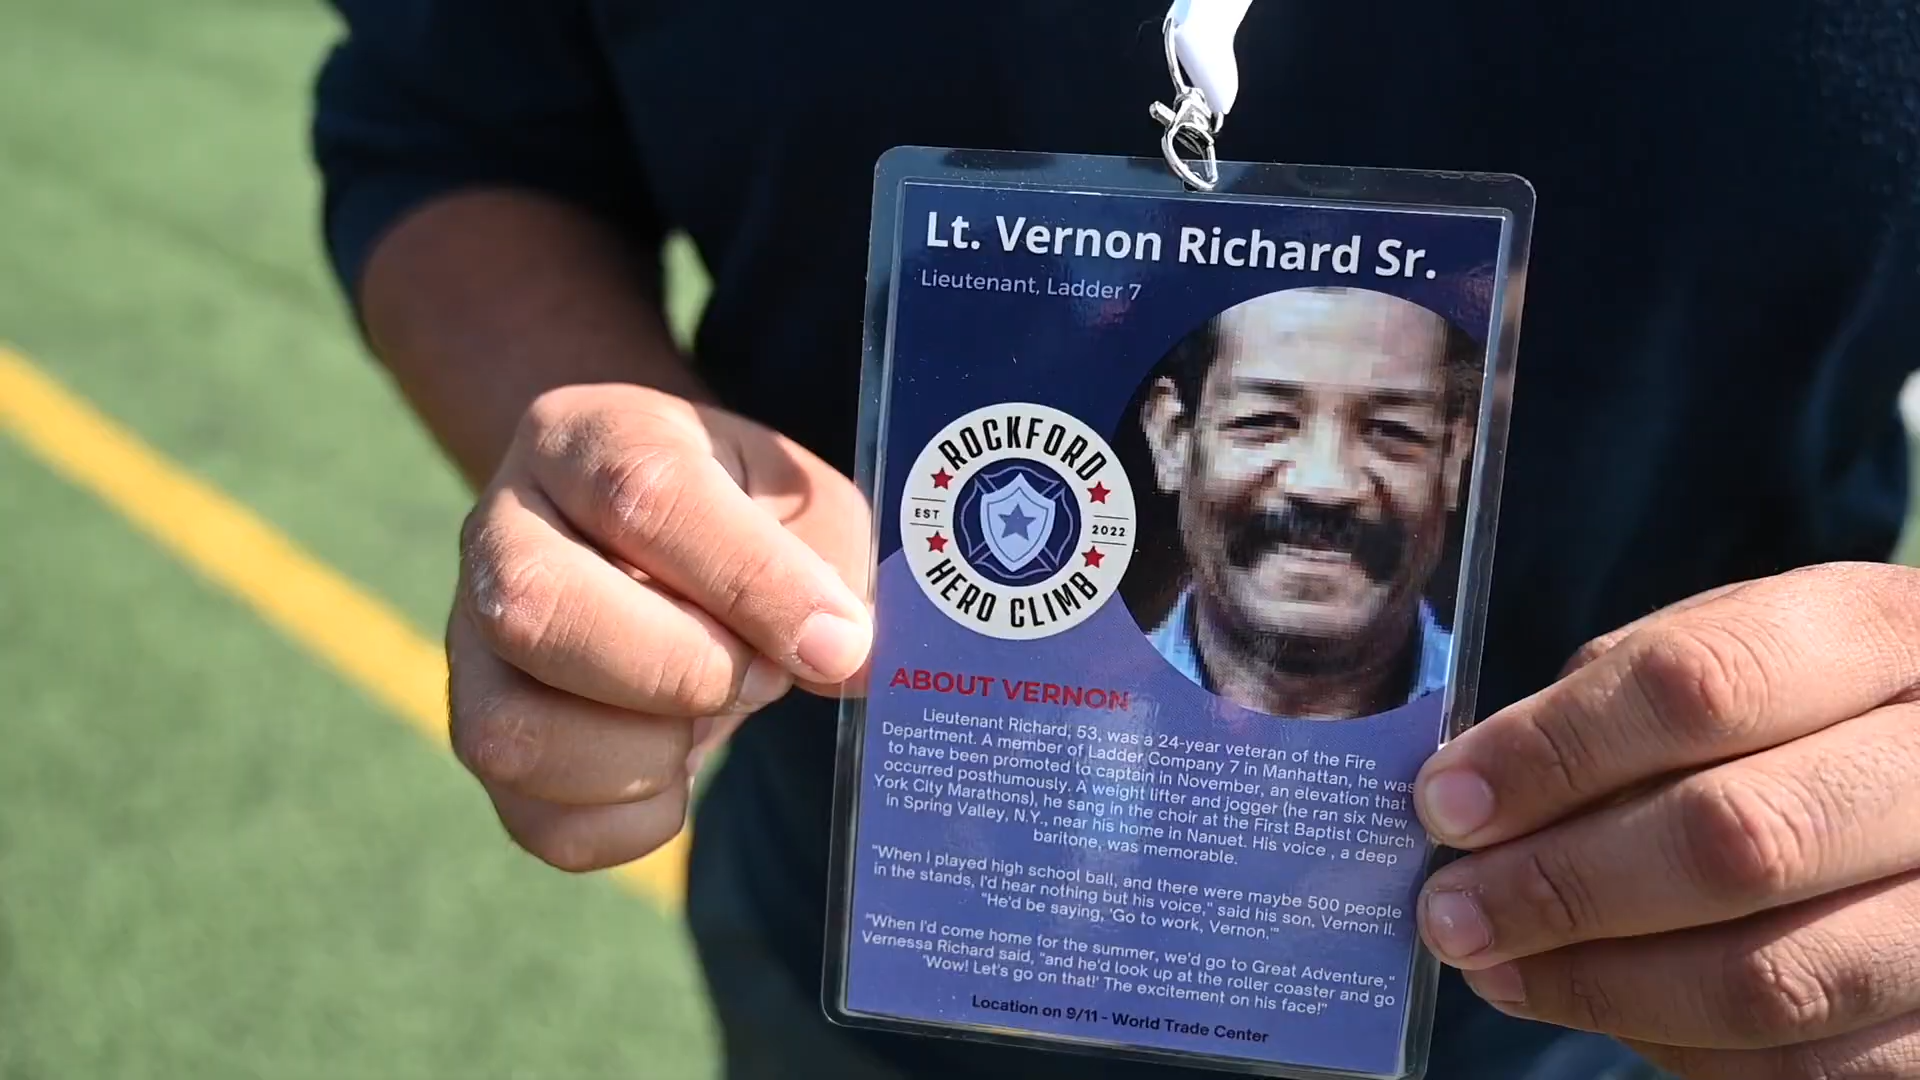 Lt. Vernon Richard Sr.
Lieutenant, Ladder 7
ROCKFORD
EST
2022
HERO CLIMB
ABOUT VERNON
Lieutenant Richard, 53, was a 24-year veteran of the Fire
Department. A member of Ladder Company 7 in Manhattan, he was
to have been promoted to captain in November, an elevation that
occurred posthumously. A weight lifter and jogger (he ran six New
York City Marathons), he sang in the choir at the First Baptist Church
in Spring Valley, N.Y., near his home in Nanuet. His voice , a deep
baritone, was memorable.
"When I played high school ball, and there were maybe 500 people
in the stands, I'd hear nothing but his voice," said his son, Vernon II.
"He'd be saying, 'Go to work, Vernon.'"
"When I'd come home for the summer, we'd go to Great Adventure,"
Vernessa Richard said, "and he'd look up at the roller coaster and go
'Wow! Let's go on that!' The excitement on his face!"
Location on 9/11 - World Trade Center